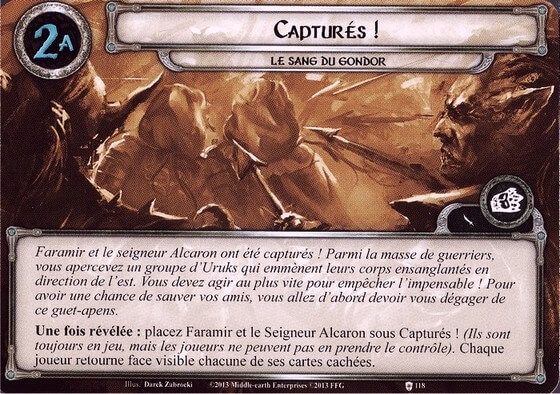 2A
CAPTURÉS !
LE SANG DU GONDOR
Faramir et le seigneur Alcaron ont été capturés ! Parmi la masse de guerriers,
vous apercevez un groupe d'Uruks qui emmènent leurs corps ensanglantés en
direction de l'est. Vous devez agir au plus vite pour empêcher l'impensable ! Pour
avoir une chance de sauver vos amis, vous allez d'abord devoir vous dégager de
ce guet-apens.
Une fois révélée : placez Faramir et le Seigneur Alcaron sous Capturés ! (Ils sont
toujours en jeu, mais les joueurs ne peuvent pas en prendre le contrôle). Chaque
joueur retourne face visible chacune de ses cartes cachées.
Illus. Darek Zabrocki ©2013 Middle-earth Enterprises ©2013 FFG 118